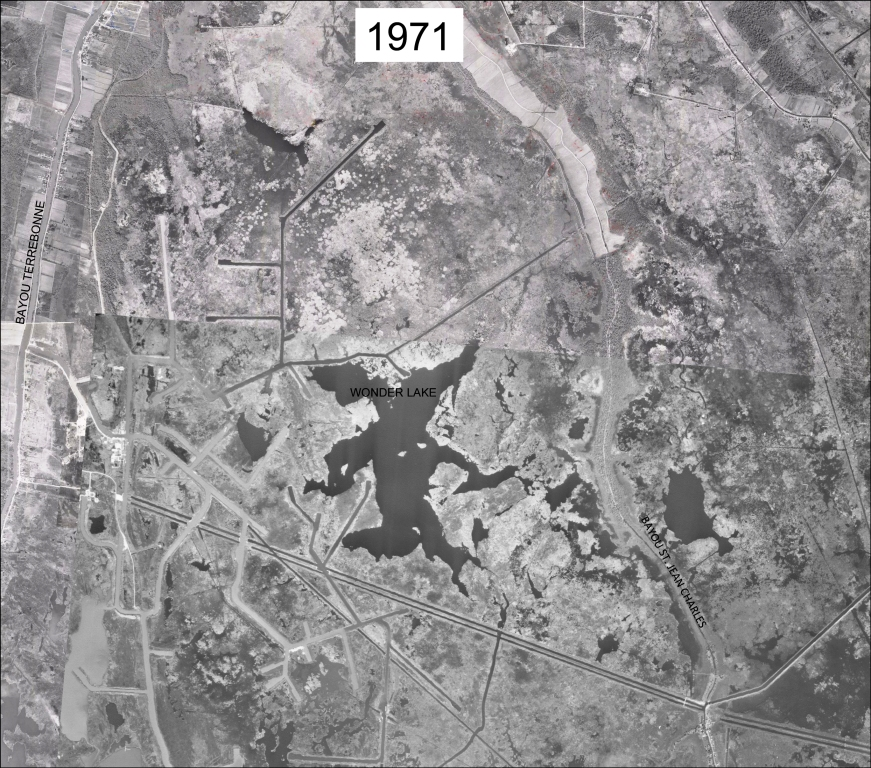 1971
BAYOU TERREBONNE
WONDER LAKE
BAYOU ST. JEAN CHARLES